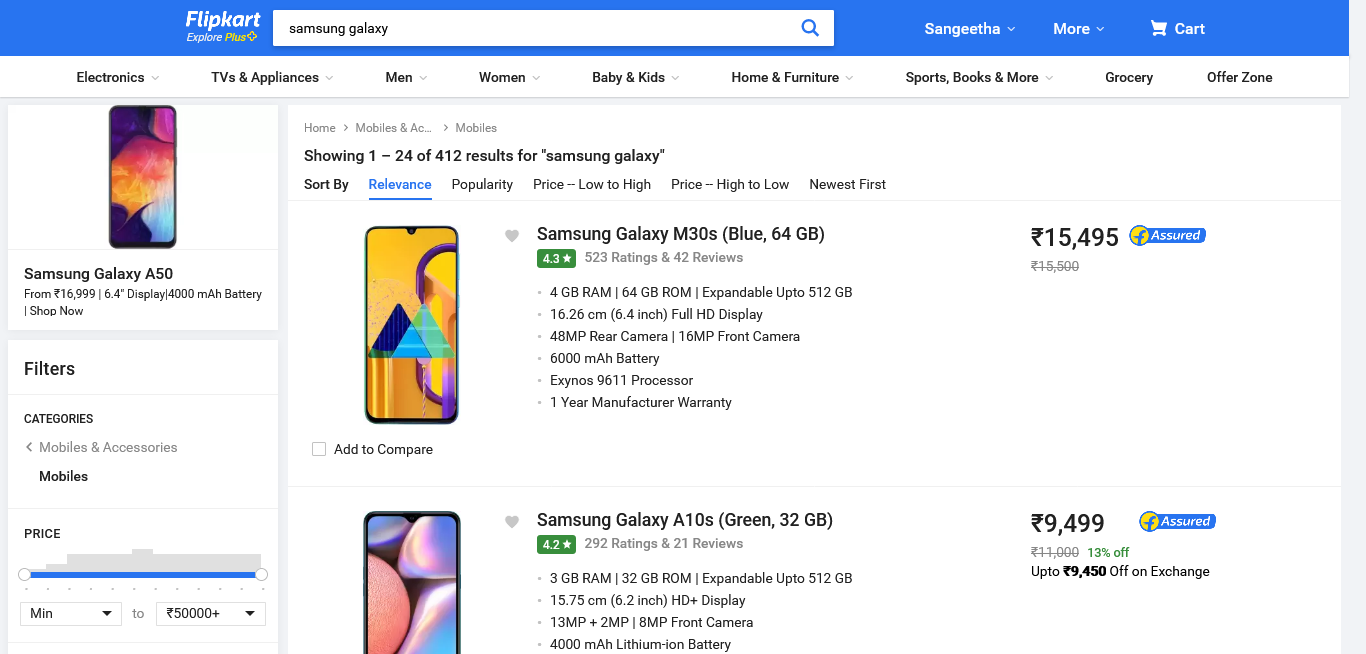 Flipkart
Explore Plus
samsung galaxy
Sangeetha
More
Cart
Electronics
TVs & Appliances
Men
Women
Baby & Kids
Home & Furniture
Sports, Books & More
Grocery
Offer Zone
Samsung Galaxy A50
From ₹16,999 | 6.4" Display|4000 mAh Battery
| Shop Now
Filters
CATEGORIES
Mobiles & Accessories
Mobiles
PRICE
Min
to
₹50000+
Home
Mobiles & Ac...
Mobiles
Showing 1 – 24 of 412 results for "samsung galaxy"
Sort By
Relevance
Popularity
Price -- Low to High
Price -- High to Low
Newest First
Samsung Galaxy M30s (Blue, 64 GB)
4.3 ★ 523 Ratings & 42 Reviews
4 GB RAM | 64 GB ROM | Expandable Upto 512 GB
16.26 cm (6.4 inch) Full HD Display
48MP Rear Camera | 16MP Front Camera
6000 mAh Battery
Exynos 9611 Processor
1 Year Manufacturer Warranty
₹15,495
Assured
₹15,500
Add to Compare
Samsung Galaxy A10s (Green, 32 GB)
4.2 ★ 292 Ratings & 21 Reviews
3 GB RAM | 32 GB ROM | Expandable Upto 512 GB
15.75 cm (6.2 inch) HD+ Display
13MP + 2MP | 8MP Front Camera
4000 mAh Lithium-ion Battery
₹9,499
Assured
₹11,000 13% off
Upto ₹9,450 Off on Exchange